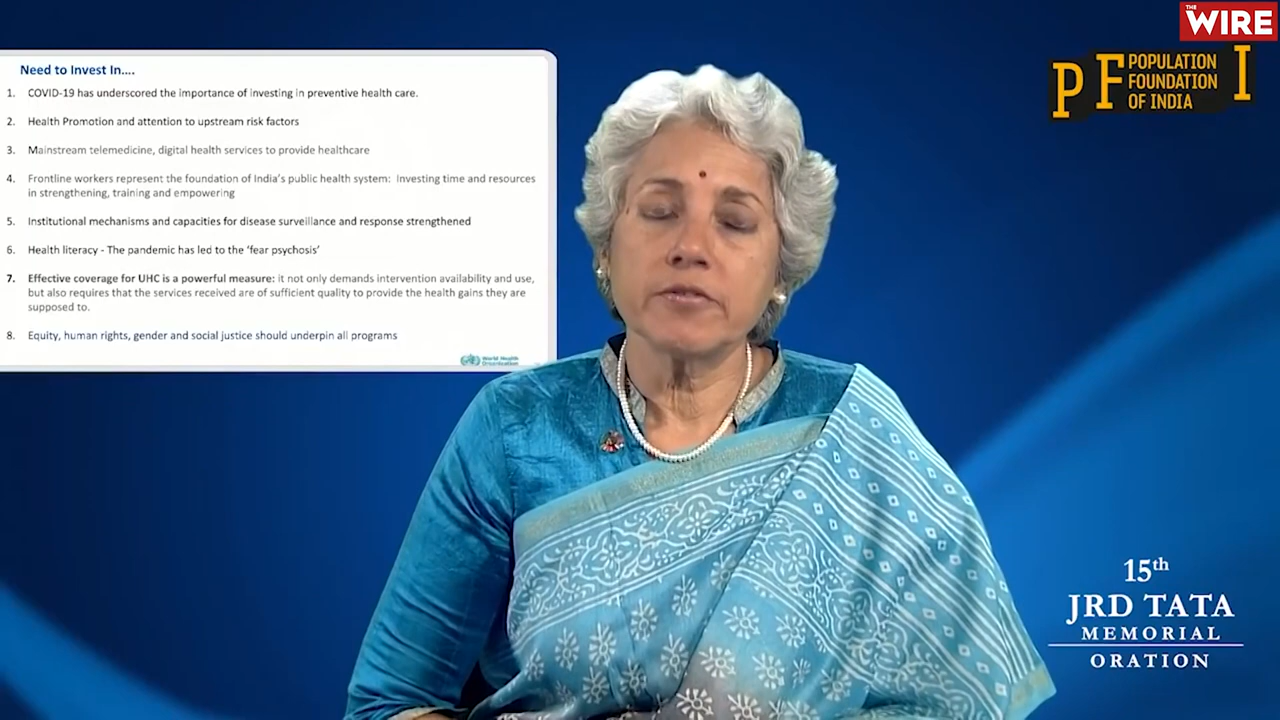 THE
WIRE
PFI
POPULATION
FOUNDATION
OF INDIA
Need to Invest In....
1. COVID-19 has underscored the importance of investing in preventive health care.
2. Health Promotion and attention to upstream risk factors
3. Mainstream telemedicine, digital health services to provide healthcare
4. Frontline workers represent the foundation of India's public health system: Investing time and resources
in strengthening, training and empowering
5. Institutional mechanisms and capacities for disease surveillance and response strengthened
6. Health literacy - The pandemic has led to the 'fear psychosis'
7. Effective coverage for UHC is a powerful measure: it not only demands intervention availability and use,
but also requires that the services received are of sufficient quality to provide the health gains they are
supposed to.
8. Equity, human rights, gender and social justice should underpin all programs
World Health
Organization
15th
JRD TATA
MEMORIAL
ORATION